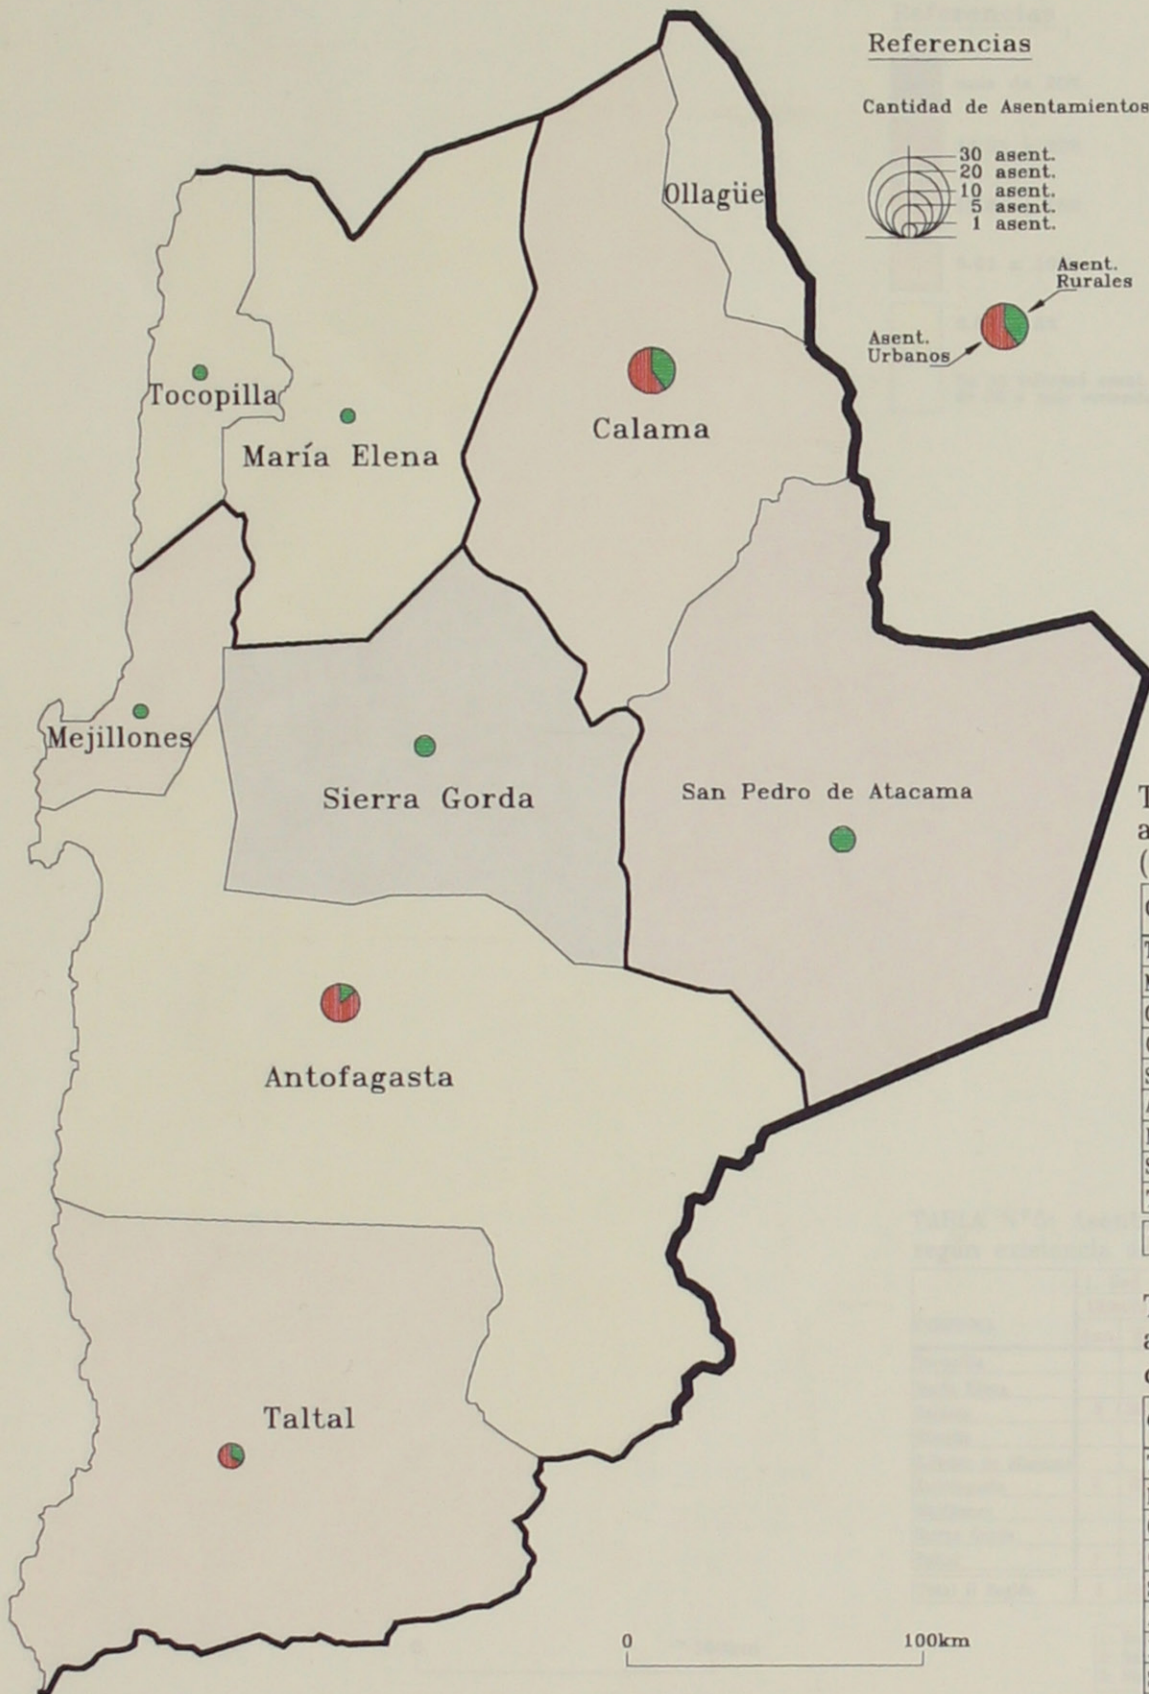 Referencias
Cantidad de Asentamientos
30 asent.
20 asent.
10 asent.
5 asent.
1 asent.
Asent.
Rurales
Asent.
Urbanos
Ollagüe
Tocopilla
Calama
María Elena
Mejillones
Sierra Gorda
San Pedro de Atacama
Antofagasta
Taltal
0
100km